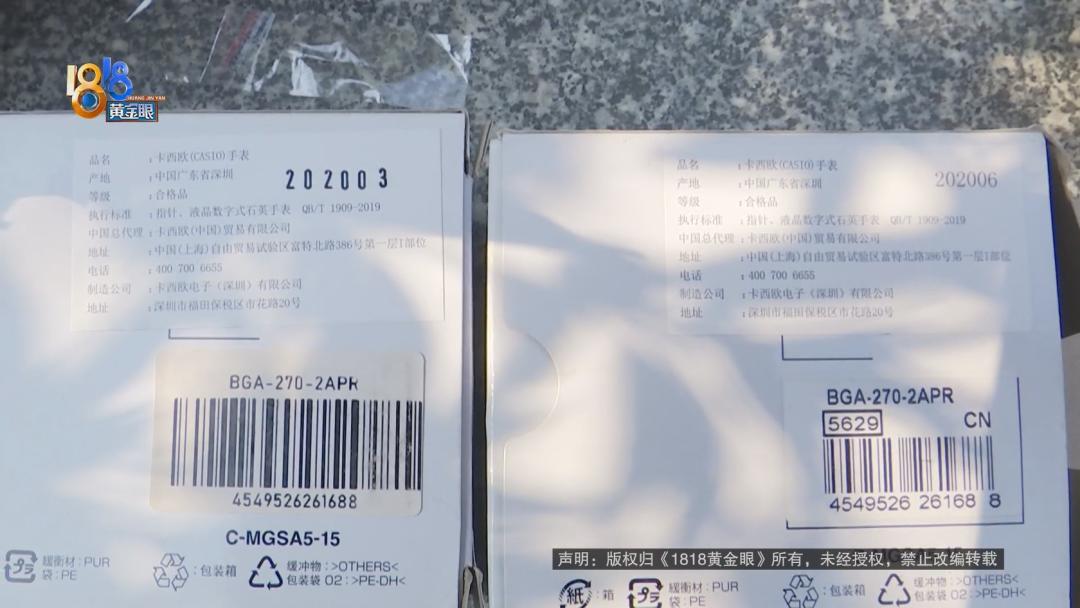 1818
HUANG JIN YAN
黄金眼
品名 :卡西欧(CASIO)手表
产地 :中国广东省深圳
等级 :合格品
执行标准 :指针、液晶数字式石英手表 QB/T 1909-2019
中国总代理 :卡西欧(中国)贸易有限公司
地址 :中国(上海)自由贸易试验区富特北路386号第一层I部位
电话 :400 700 6655
制造公司 :卡西欧电子(深圳)有限公司
地址 :深圳市福田保税区市花路20号
202003
BGA-270-2APR
4549526261688
C-MGSA5-15
プラ
緩衝材:PUR
袋:PE
:包装箱
缓冲物:>OTHERS<
包装袋 02:>PE-DH<
品名 :卡西欧(CASIO)手表
产地 :中国广东省深圳
等级 :合格品
执行标准 :指针、液晶数字式石英手表 QB/T 1909-2019
中国总代理 :卡西欧(中国)贸易有限公司
地址 :中国(上海)自由贸易试验区富特北路386号第一层I部位
电话 :400 700 6655
制造公司 :卡西欧电子(深圳)有限公司
地址 :深圳市福田保税区市花路20号
202006
BGA-270-2APR
5629 CN
4549526 26168 8
声明：版权归《1818黄金眼》所有，未经授权，禁止改编转载
紙 :箱
プラ
緩衝材:PUR
袋:PE
:包装箱
缓冲物:>OTHERS<
包装袋 02:>PE-DH<